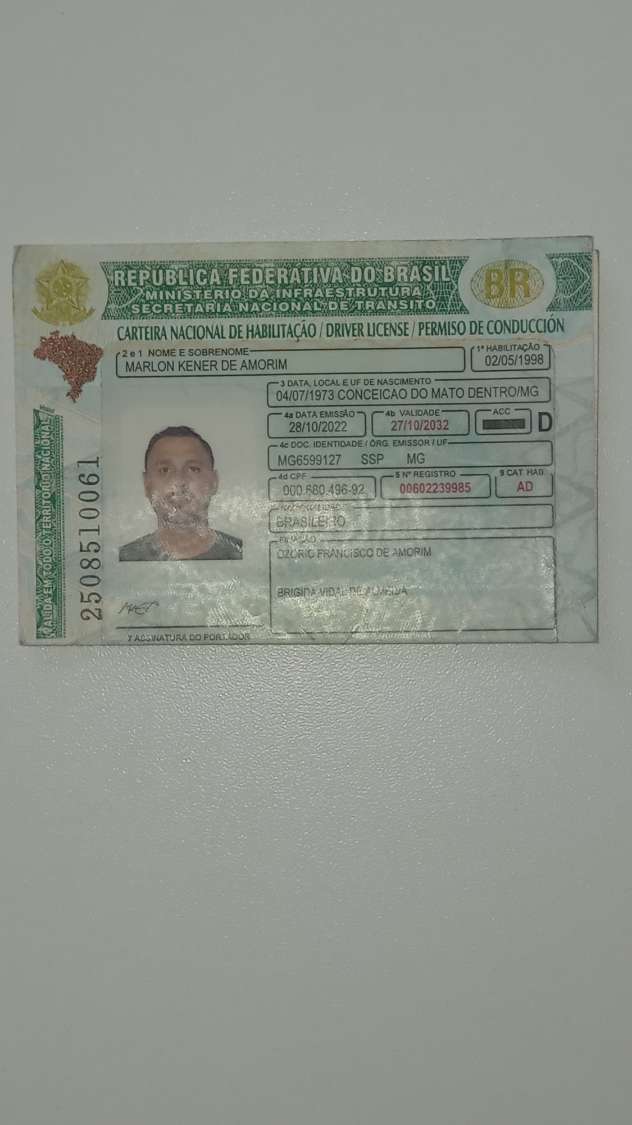 REPÚBLICA FEDERATIVA DO BRASIL
MINISTÉRIO DA INFRAESTRUTURA
SECRETARIA NACIONAL DE TRÂNSITO
BR
CARTEIRA NACIONAL DE HABILITAÇÃO / DRIVER LICENSE / PERMISO DE CONDUCCIÓN
2 e 1 NOME E SOBRENOME
MARLON KENER DE AMORIM
1ª HABILITAÇÃO
02/05/1998
3 DATA, LOCAL E UF DE NASCIMENTO
04/07/1973 CONCEICAO DO MATO DENTRO/MG
4a DATA EMISSÃO
28/10/2022
4b VALIDADE
27/10/2032
ACC
D
4c DOC. IDENTIDADE / ÓRG. EMISSOR / UF
MG6599127 SSP MG
4d CPF
000.680.496-92
5 Nº REGISTRO
00602239985
9 CAT HAB
AD
NACIONALIDADE
BRASILEIRO
FILIAÇÃO
OZORIO FRANCISCO DE AMORIM
BRIGIDA VIDAL DE
7 ASSINATURA DO PORTADOR
VÁLIDA EM TODO O TERRITÓRIO NACIONAL
2508510061